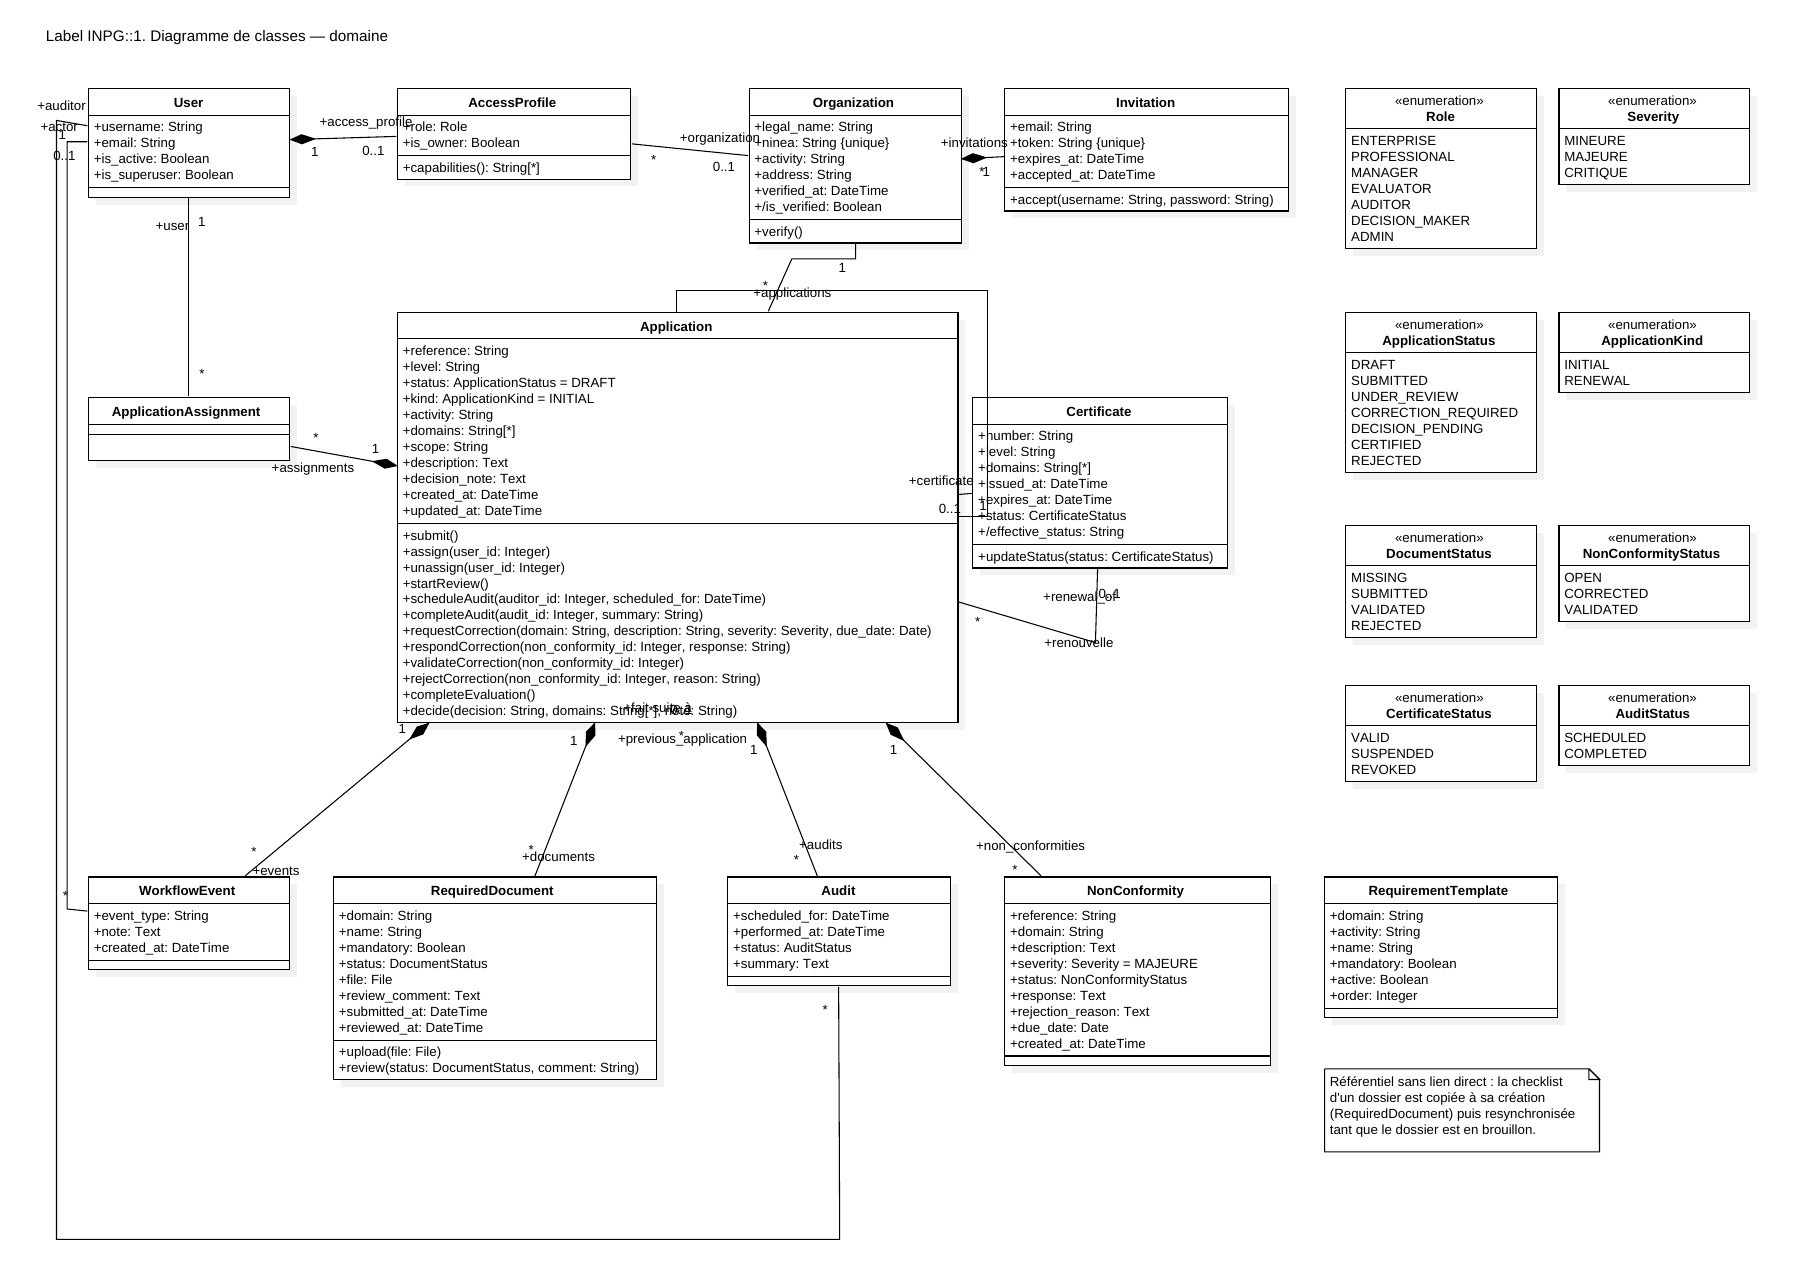 Label INPG::1. Diagramme de classes — domaine
User
+username: String
+email: String
+is_active: Boolean
+is_superuser: Boolean
+auditor
1
+actor
0..1
1
+access_profile
0..1
AccessProfile
+role: Role
+is_owner: Boolean
+capabilities(): String[*]
*
+organization
0..1
Organization
+legal_name: String
+ninea: String {unique}
+activity: String
+address: String
+verified_at: DateTime
+/is_verified: Boolean
+verify()
+invitations
*
1
Invitation
+email: String
+token: String {unique}
+expires_at: DateTime
+accepted_at: DateTime
+accept(username: String, password: String)
«enumeration»
Role
ENTERPRISE
PROFESSIONAL
MANAGER
EVALUATOR
AUDITOR
DECISION_MAKER
ADMIN
«enumeration»
Severity
MINEURE
MAJEURE
CRITIQUE
+user
1
*
1
*
+applications
Application
+reference: String
+level: String
+status: ApplicationStatus = DRAFT
+kind: ApplicationKind = INITIAL
+activity: String
+domains: String[*]
+scope: String
+description: Text
+decision_note: Text
+created_at: DateTime
+updated_at: DateTime
+submit()
+assign(user_id: Integer)
+unassign(user_id: Integer)
+startReview()
+scheduleAudit(auditor_id: Integer, scheduled_for: DateTime)
+completeAudit(audit_id: Integer, summary: String)
+requestCorrection(domain: String, description: String, severity: Severity, due_date: Date)
+respondCorrection(non_conformity_id: Integer, response: String)
+validateCorrection(non_conformity_id: Integer)
+rejectCorrection(non_conformity_id: Integer, reason: String)
+completeEvaluation()
+decide(decision: String, domains: String[*], note: String)
+fait suite à
*
+previous_application
ApplicationAssignment
*
1
+assignments
+certificate
0..1
1
Certificate
+number: String
+level: String
+domains: String[*]
+issued_at: DateTime
+expires_at: DateTime
+status: CertificateStatus
+/effective_status: String
+updateStatus(status: CertificateStatus)
+renewal_of
0..1
*
+renouvelle
«enumeration»
ApplicationStatus
DRAFT
SUBMITTED
UNDER_REVIEW
CORRECTION_REQUIRED
DECISION_PENDING
CERTIFIED
REJECTED
«enumeration»
ApplicationKind
INITIAL
RENEWAL
«enumeration»
DocumentStatus
MISSING
SUBMITTED
VALIDATED
REJECTED
«enumeration»
NonConformityStatus
OPEN
CORRECTED
VALIDATED
«enumeration»
CertificateStatus
VALID
SUSPENDED
REVOKED
«enumeration»
AuditStatus
SCHEDULED
COMPLETED
1
1
1
1
*
+events
*
+documents
+audits
*
+non_conformities
*
*
WorkflowEvent
+event_type: String
+note: Text
+created_at: DateTime
RequiredDocument
+domain: String
+name: String
+mandatory: Boolean
+status: DocumentStatus
+file: File
+review_comment: Text
+submitted_at: DateTime
+reviewed_at: DateTime
+upload(file: File)
+review(status: DocumentStatus, comment: String)
Audit
+scheduled_for: DateTime
+performed_at: DateTime
+status: AuditStatus
+summary: Text
*
NonConformity
+reference: String
+domain: String
+description: Text
+severity: Severity = MAJEURE
+status: NonConformityStatus
+response: Text
+rejection_reason: Text
+due_date: Date
+created_at: DateTime
RequirementTemplate
+domain: String
+activity: String
+name: String
+mandatory: Boolean
+active: Boolean
+order: Integer
Référentiel sans lien direct : la checklist
d'un dossier est copiée à sa création
(RequiredDocument) puis resynchronisée
tant que le dossier est en brouillon.